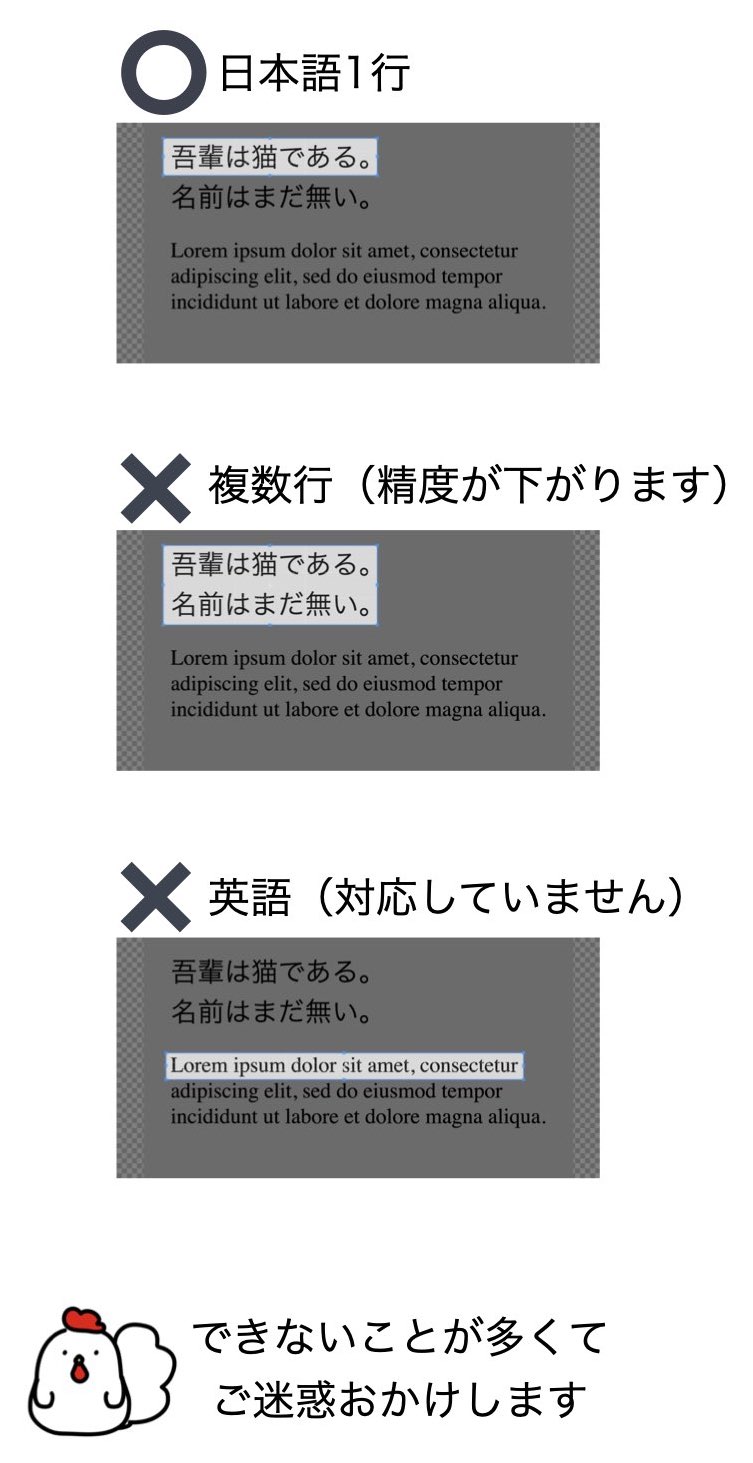 日本語1行
吾輩は猫である。
名前はまだ無い。
Lorem ipsum dolor sit amet, consectetur
adipiscing elit, sed do eiusmod tempor
incididunt ut labore et dolore magna aliqua.
複数行（精度が下がります）
吾輩は猫である。
名前はまだ無い。
Lorem ipsum dolor sit amet, consectetur
adipiscing elit, sed do eiusmod tempor
incididunt ut labore et dolore magna aliqua.
英語（対応していません）
吾輩は猫である。
名前はまだ無い。
Lorem ipsum dolor sit amet, consectetur
adipiscing elit, sed do eiusmod tempor
incididunt ut labore et dolore magna aliqua.
できないことが多くて
ご迷惑おかけします